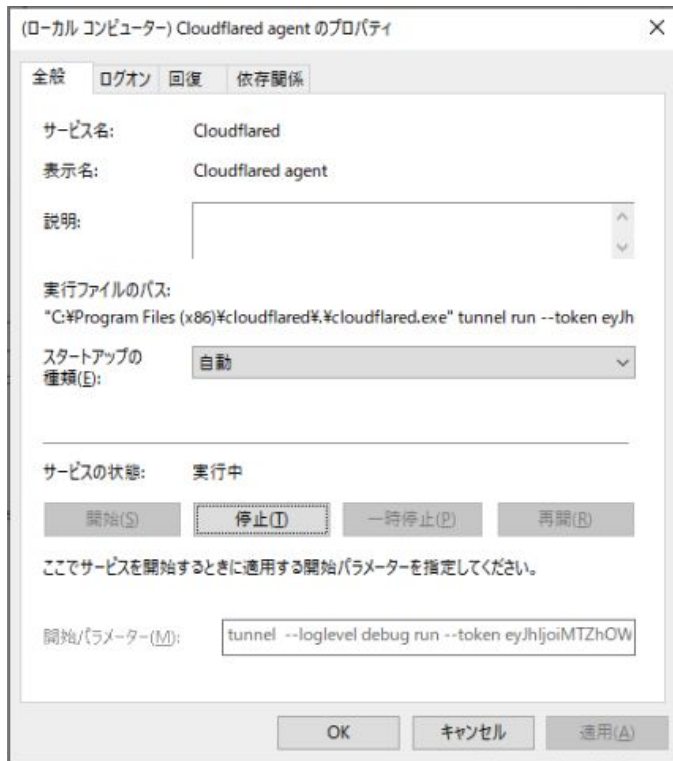 (ローカル コンピューター) Cloudflared agent のプロパティ
全般 ログオン 回復 依存関係
サービス名: Cloudflared
表示名: Cloudflared agent
説明:
実行ファイルのパス:
"C:¥Program Files (x86)¥cloudflared¥.¥cloudflared.exe" tunnel run --token eyJh
スタートアップの
種類(E): 自動
サービスの状態: 実行中
開始(S) 停止(T) 一時停止(P) 再開(R)
ここでサービスを開始するときに適用する開始パラメーターを指定してください。
開始パラメーター(M): tunnel --loglevel debug run --token eyJhIjoiMTZhOW
OK キャンセル 適用(A)